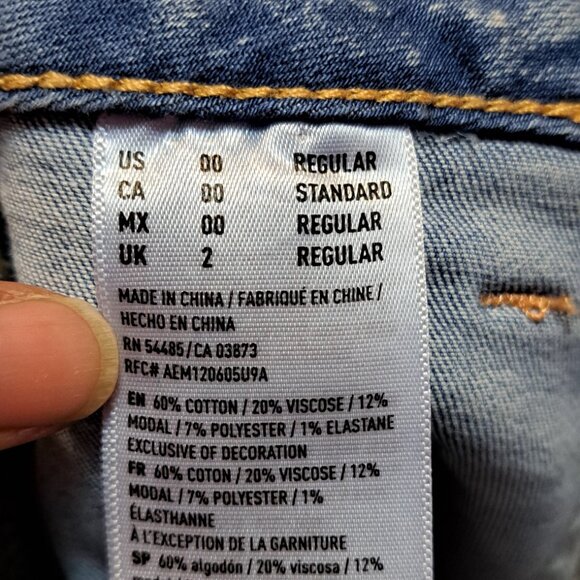 US 00 REGULAR
CA 00 STANDARD
MX 00 REGULAR
UK 2 REGULAR
MADE IN CHINA / FABRIQUÉ EN CHINE /
HECHO EN CHINA
RN 54485/CA 03873
RFC# AEM120605U9A
EN 60% COTTON / 20% VISCOSE / 12%
MODAL / 7% POLYESTER / 1% ELASTANE
EXCLUSIVE OF DECORATION
FR 60% COTON / 20% VISCOSE / 12%
MODAL / 7% POLYESTER / 1%
ÉLASTHANNE
À L'EXCEPTION DE LA GARNITURE
SP 60% algodón / 20% viscosa / 12%